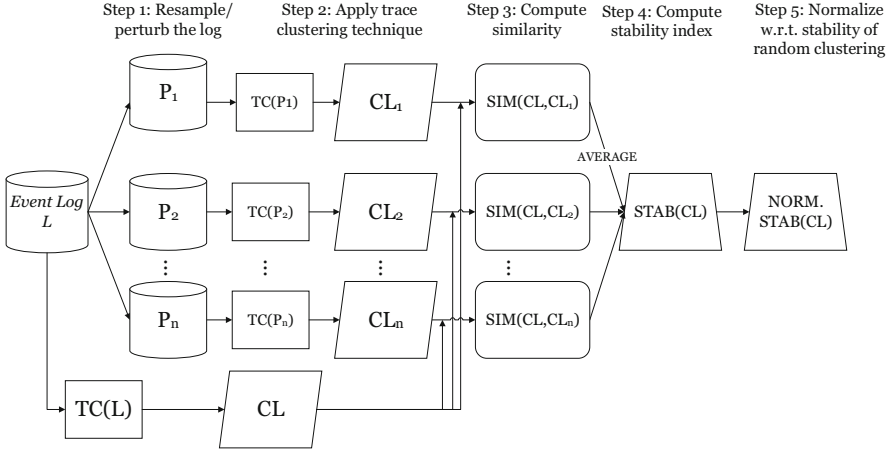 Step 1: Resample/
perturb the log
Step 2: Apply trace
clustering technique
Step 3: Compute
similarity
Step 4: Compute
stability index
Step 5: Normalize
w.r.t. stability of
random clustering
P₁
TC(P1)
CL₁
SIM(CL,CL₁)
AVERAGE
Event Log
L
P₂
TC(P₂)
CL₂
SIM(CL,CL₂)
STAB(CL)
NORM.
STAB(CL)
Pₙ
TC(Pₙ)
CLₙ
SIM(CL,CLₙ)
TC(L)
CL